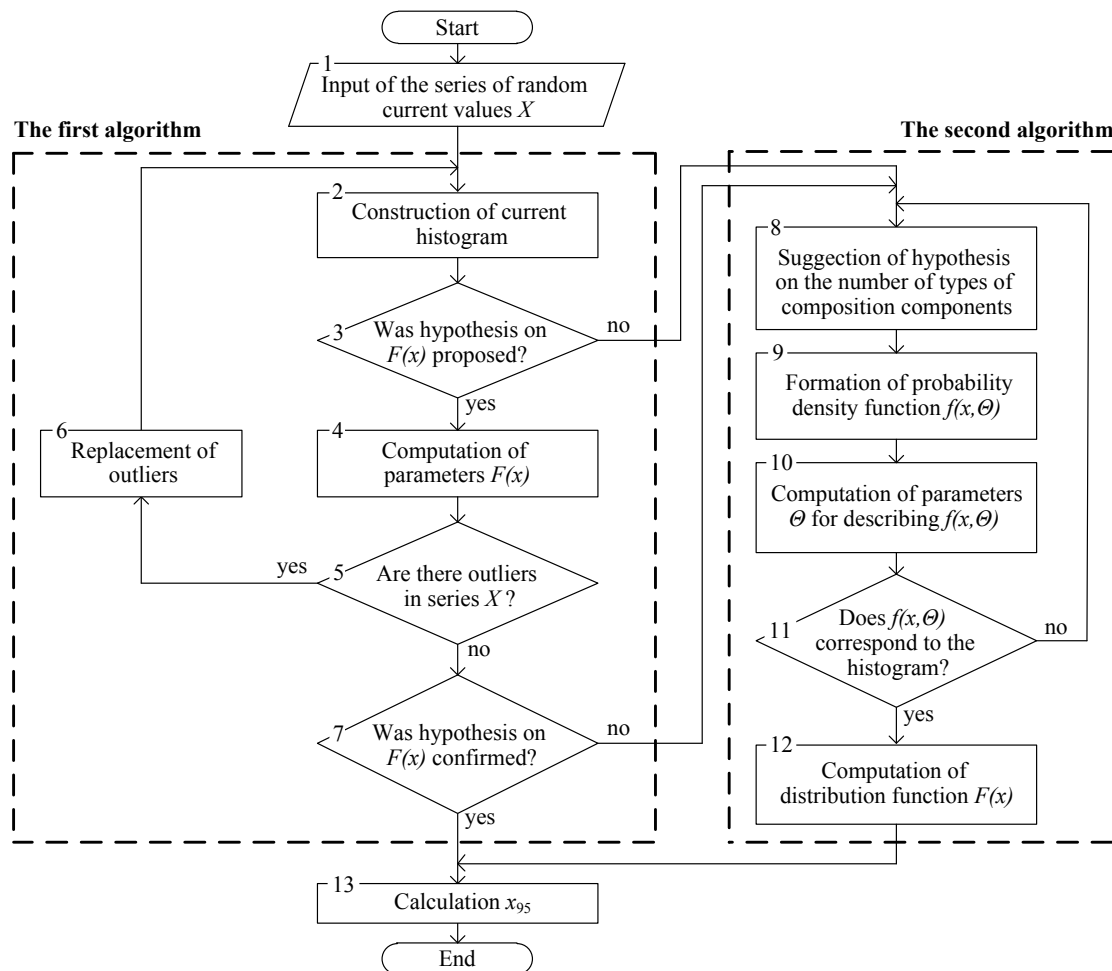 Start
1
Input of the series of random
current values X
The first algorithm
The second algorithm
2
Construction of current
histogram
3
Was hypothesis on
F(x) proposed?
no
yes
4
Computation of
parameters F(x)
6
Replacement of
outliers
yes
5
Are there outliers
in series X ?
no
7
Was hypothesis on
F(x) confirmed?
no
yes
8
Suggection of hypothesis
on the number of types of
composition components
9
Formation of probability
density function f(x,Θ)
10
Computation of parameters
Θ for describing f(x,Θ)
11
Does f(x,Θ)
correspond to the
histogram?
no
yes
12
Computation of
distribution function F(x)
13
Calculation x95
End